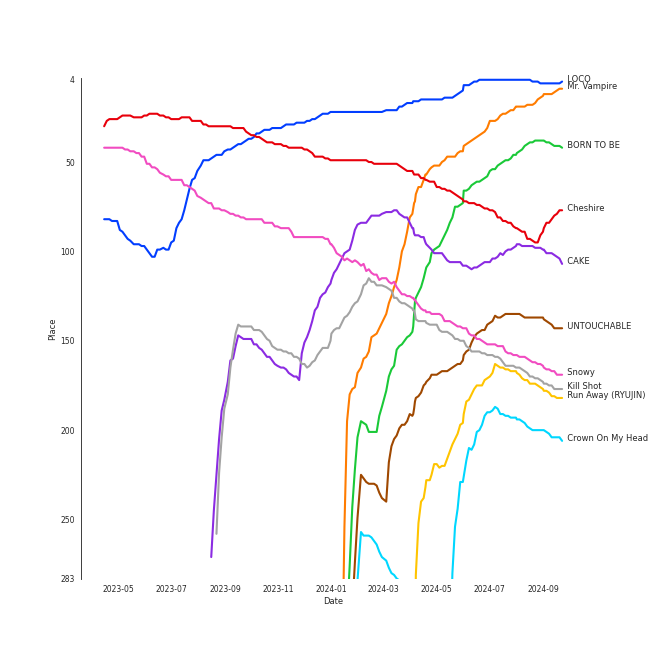 4
50
100
150
200
250
283
Place
2023-05
2023-07
2023-09
2023-11
2024-01
2024-03
2024-05
2024-07
2024-09
Date
LOCO
Mr. Vampire
BORN TO BE
Cheshire
CAKE
UNTOUCHABLE
Snowy
Kill Shot
Run Away (RYUJIN)
Crown On My Head